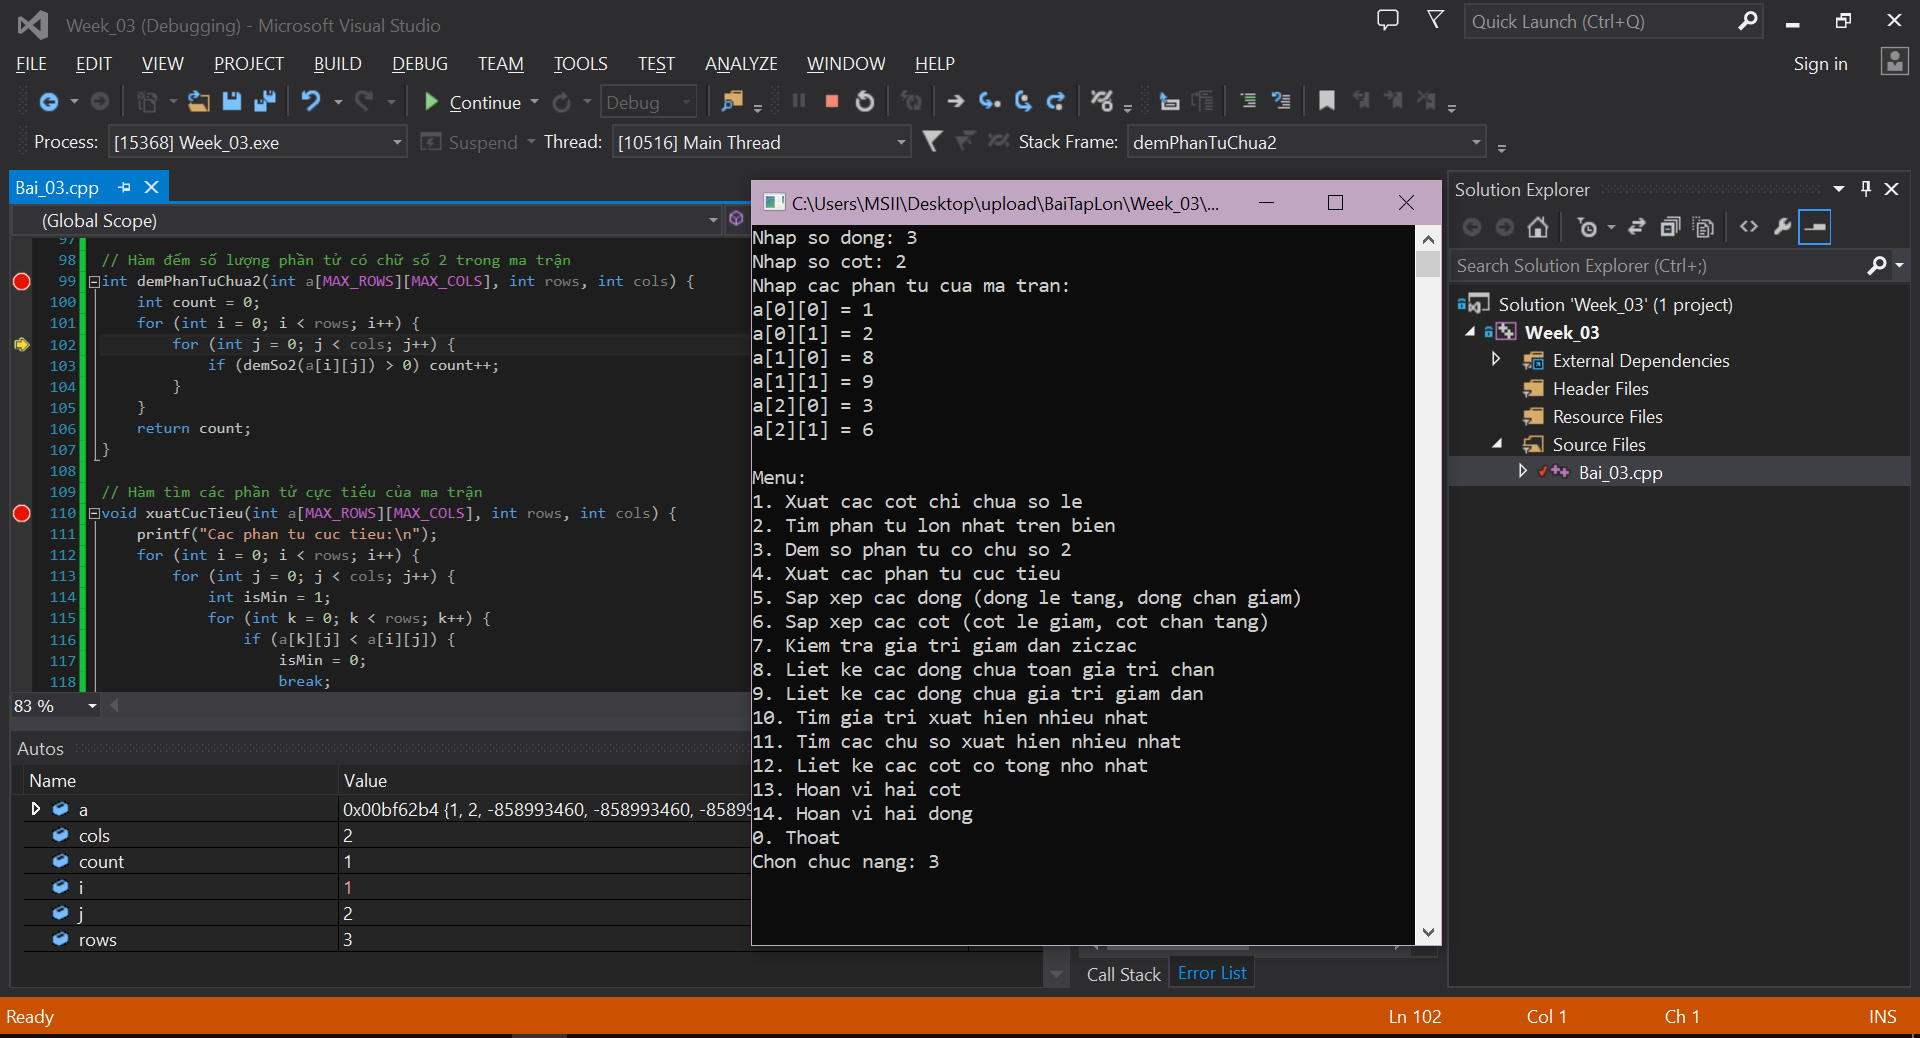 Week_03 (Debugging) - Microsoft Visual Studio
Quick Launch (Ctrl+Q)
FILE EDIT VIEW PROJECT BUILD DEBUG TEAM TOOLS TEST ANALYZE WINDOW HELP
Sign in
Continue
Debug
Process: [15368] Week_03.exe
Suspend
Thread: [10516] Main Thread
Stack Frame: demPhanTuChua2
Bai_03.cpp
(Global Scope)
97
98 // Hàm đếm số lượng phần tử có chữ số 2 trong ma trận
99 int demPhanTuChua2(int a[MAX_ROWS][MAX_COLS], int rows, int cols) {
100 int count = 0;
101 for (int i = 0; i < rows; i++) {
102 for (int j = 0; j < cols; j++) {
103 if (demSo2(a[i][j]) > 0) count++;
104 }
105 }
106 return count;
107 }
108
109 // Hàm tìm các phần tử cực tiểu của ma trận
110 void xuatCucTieu(int a[MAX_ROWS][MAX_COLS], int rows, int cols) {
111 printf("Cac phan tu cuc tieu:\n");
112 for (int i = 0; i < rows; i++) {
113 for (int j = 0; j < cols; j++) {
114 int isMin = 1;
115 for (int k = 0; k < rows; k++) {
116 if (a[k][j] < a[i][j]) {
117 isMin = 0;
118 break;
83 %
Autos
Name Value
a 0x00bf62b4 {1, 2, -858993460, -858993460, -8589
cols 2
count 1
i 1
j 2
rows 3
C:\Users\MSII\Desktop\upload\BaiTapLon\Week_03\...
Nhap so dong: 3
Nhap so cot: 2
Nhap cac phan tu cua ma tran:
a[0][0] = 1
a[0][1] = 2
a[1][0] = 8
a[1][1] = 9
a[2][0] = 3
a[2][1] = 6
Menu:
1. Xuat cac cot chi chua so le
2. Tim phan tu lon nhat tren bien
3. Dem so phan tu co chu so 2
4. Xuat cac phan tu cuc tieu
5. Sap xep cac dong (dong le tang, dong chan giam)
6. Sap xep cac cot (cot le giam, cot chan tang)
7. Kiem tra gia tri giam dan ziczac
8. Liet ke cac dong chua toan gia tri chan
9. Liet ke cac dong chua gia tri giam dan
10. Tim gia tri xuat hien nhieu nhat
11. Tim cac chu so xuat hien nhieu nhat
12. Liet ke cac cot co tong nho nhat
13. Hoan vi hai cot
14. Hoan vi hai dong
0. Thoat
Chon chuc nang: 3
Call Stack Error List
Solution Explorer
Search Solution Explorer (Ctrl+;)
Solution 'Week_03' (1 project)
Week_03
External Dependencies
Header Files
Resource Files
Source Files
Bai_03.cpp
Ready
Ln 102 Col 1 Ch 1 INS